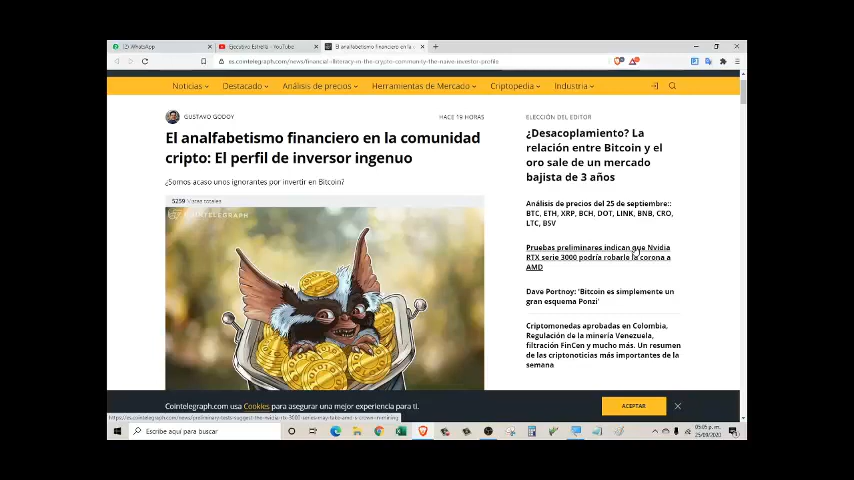 WhatsApp
Ejecutivo Estrella - YouTube
El analfabetismo financiero en la
es.cointelegraph.com/news/financial-illiteracy-in-the-crypto-community-the-naive-investor-profile
Noticias
Destacado
Análisis de precios
Herramientas de Mercado
Criptopedia
Industria
GUSTAVO GODOY
HACE 19 HORAS
El analfabetismo financiero en la comunidad
cripto: El perfil de inversor ingenuo
¿Somos acaso unos ignorantes por invertir en Bitcoin?
5259 Vistas totales
COINTELEGRAPH
ELECCIÓN DEL EDITOR
¿Desacoplamiento? La
relación entre Bitcoin y el
oro sale de un mercado
bajista de 3 años
Análisis de precios del 25 de septiembre::
BTC, ETH, XRP, BCH, DOT, LINK, BNB, CRO,
LTC, BSV
Pruebas preliminares indican que Nvidia
RTX serie 3000 podría robarle la corona a
AMD
Dave Portnoy: 'Bitcoin es simplemente un
gran esquema Ponzi'
Criptomonedas aprobadas en Colombia,
Regulación de la minería Venezuela,
filtración FinCen y mucho más. Un resumen
de las criptonoticias más importantes de la
semana
Cointelegraph.com usa Cookies para asegurar una mejor experiencia para ti.
ACEPTAR
Escribe aquí para buscar
05:05 p. m.
25/09/2020